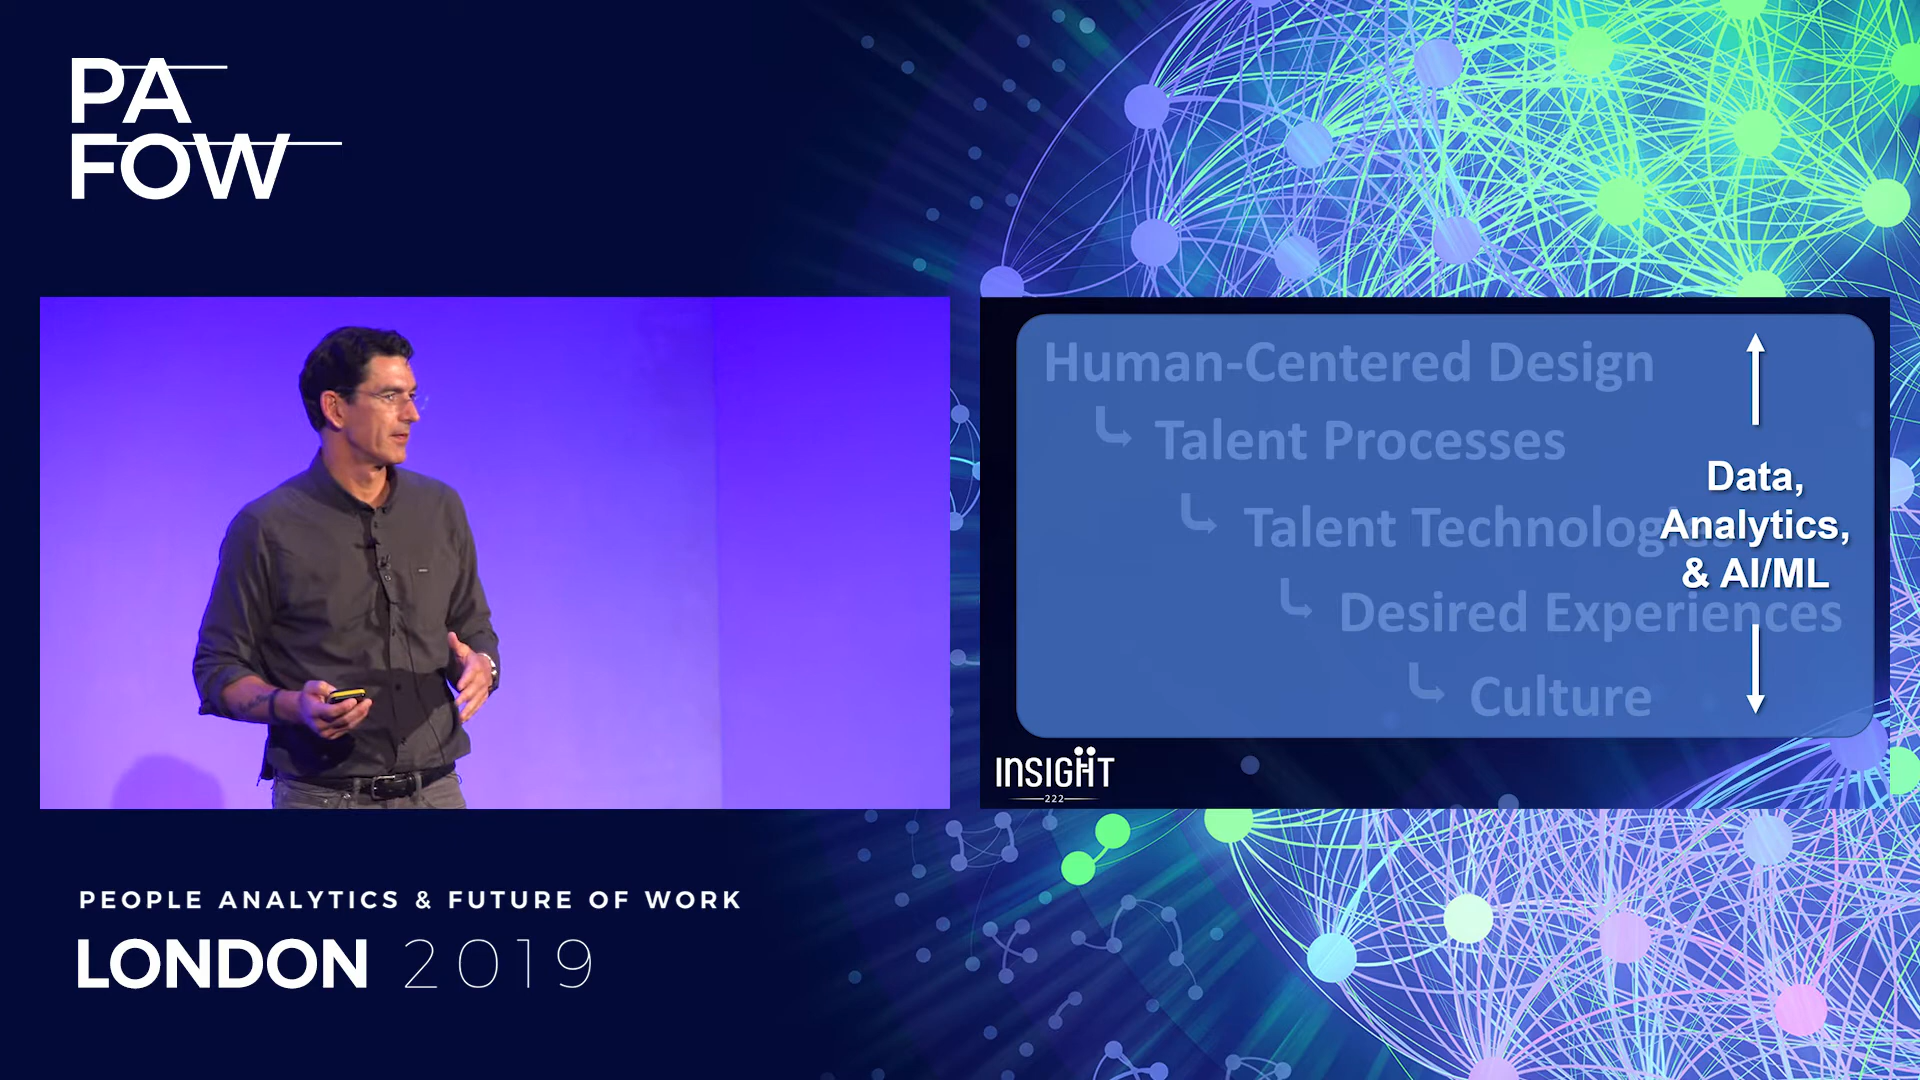 PA
FOW
Human-Centered Design
Talent Processes
Talent Technologies
Data,
Analytics,
& AI/ML
Desired Experiences
Culture
INSIGHT
222
PEOPLE ANALYTICS & FUTURE OF WORK
LONDON 2019